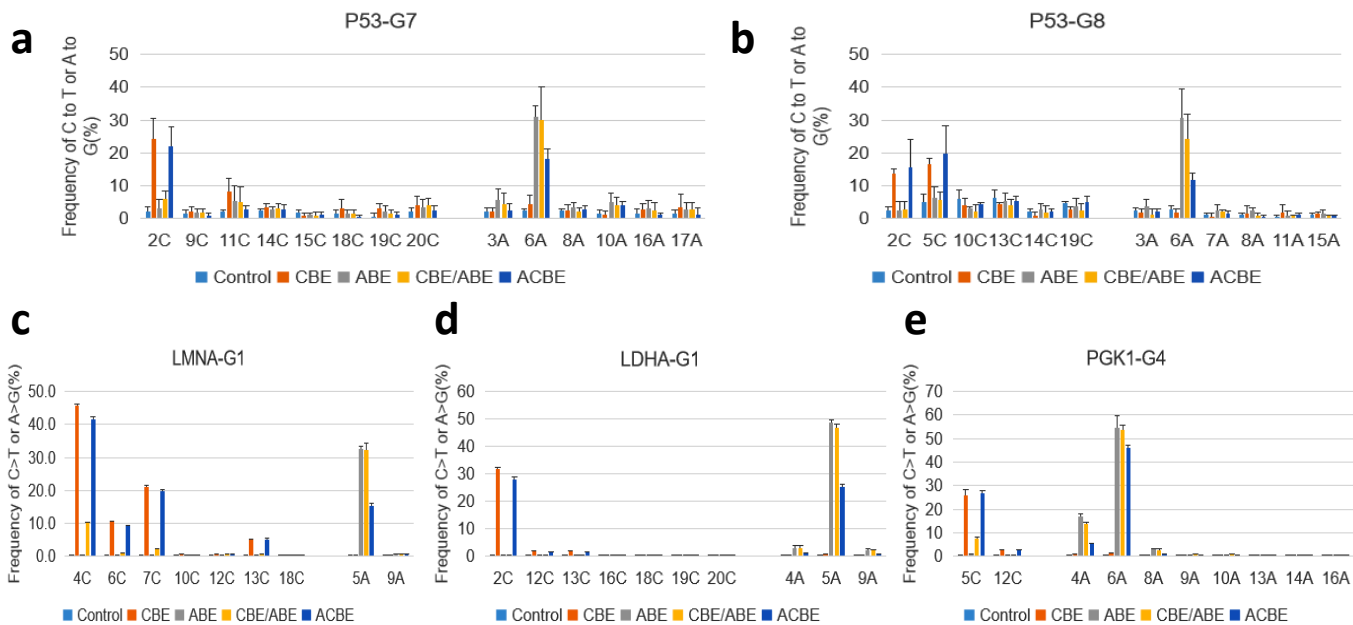 a
P53-G7
Frequency of C to T or A to
G(%)
50
40
30
20
10
0
2C 9C 11C 14C 15C 18C 19C 20C 3A 6A 8A 10A 16A 17A
Control CBE ABE CBE/ABE ACBE
b
P53-G8
Frequency of C to T or A to
G(%)
50
40
30
20
10
0
2C 5C 10C 13C 14C 19C 3A 6A 7A 8A 11A 15A
Control CBE ABE CBE/ABE ACBE
c
LMNA-G1
Frequency of C>T or A>G(%)
50.0
40.0
30.0
20.0
10.0
0.0
4C 6C 7C 10C 12C 13C 18C 5A 9A
Control CBE ABE CBE/ABE ACBE
d
LDHA-G1
Frequency of C>T or A>G(%)
60
50
40
30
20
10
0
2C 12C 13C 16C 18C 19C 20C 4A 5A 9A
Control CBE ABE CBE/ABE ACBE
e
PGK1-G4
Frequency of C>T or A>G(%)
70
60
50
40
30
20
10
0
5C 12C 4A 6A 8A 9A 10A 13A 14A 16A
Control CBE ABE CBE/ABE ACBE